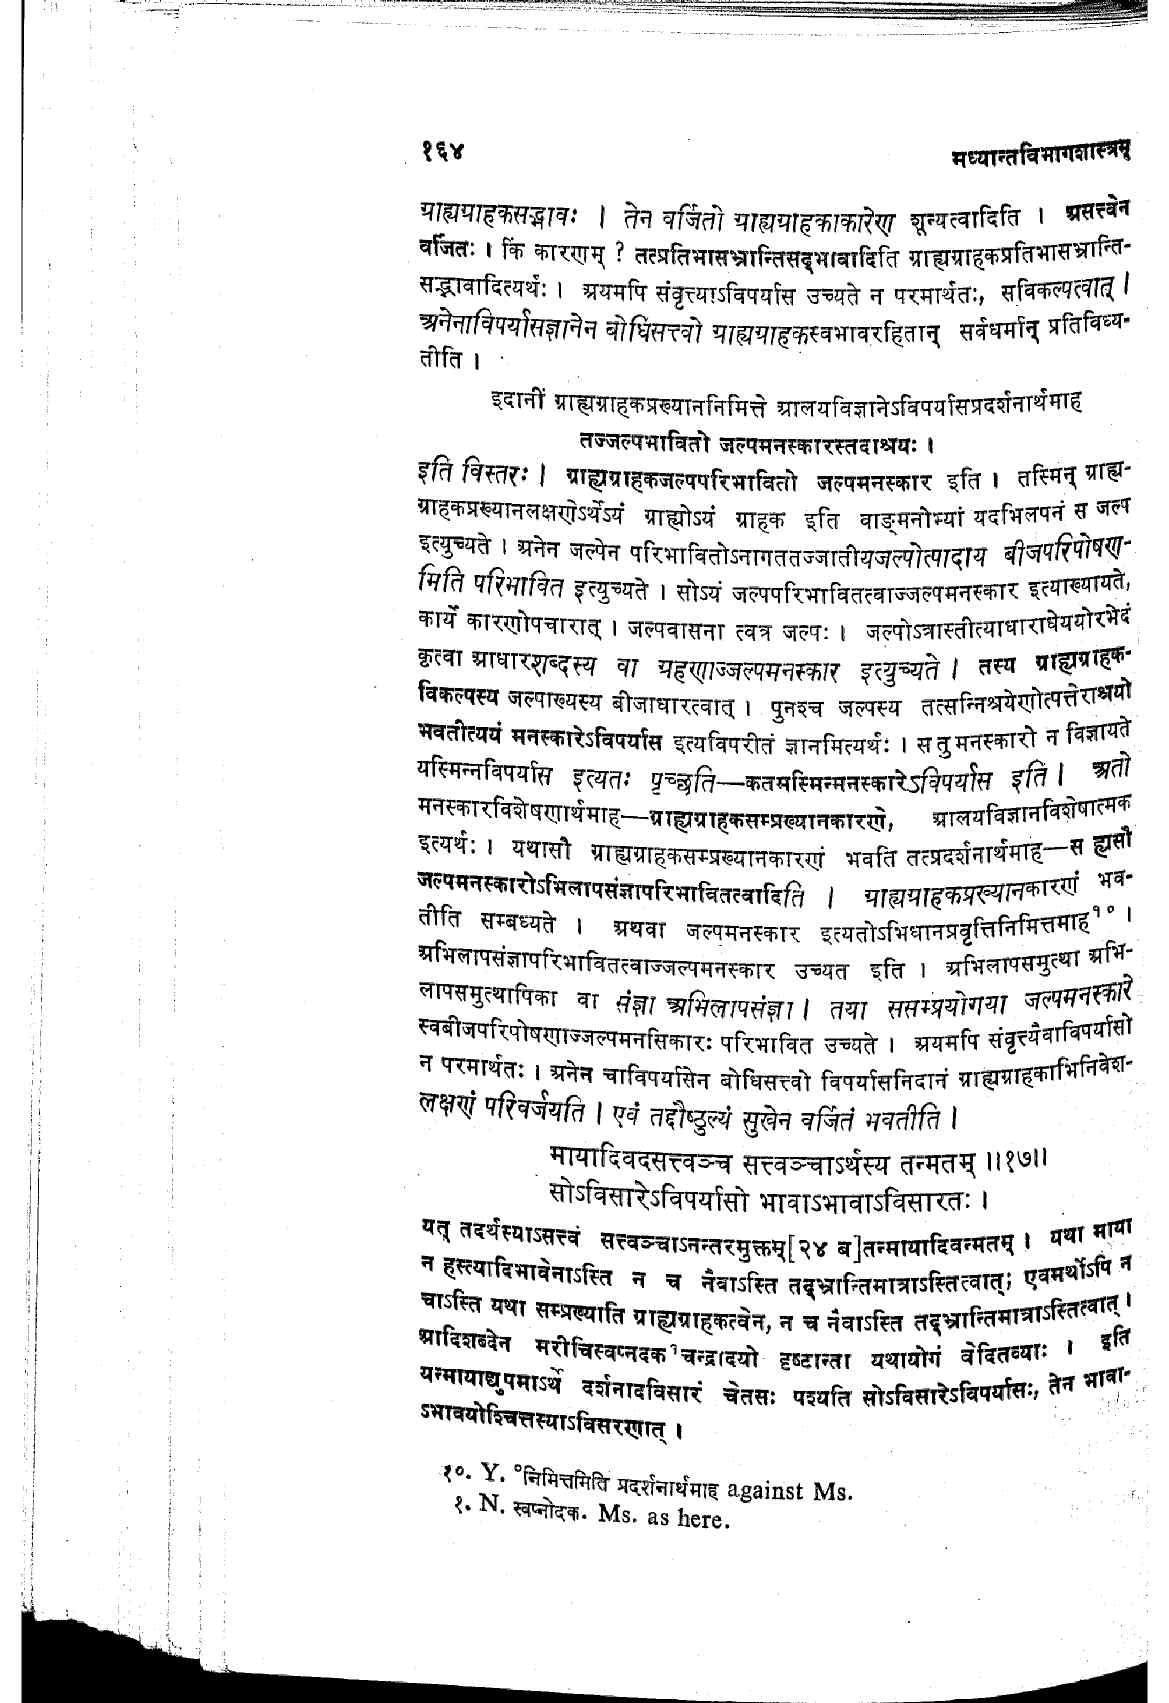 १६४ मध्यान्तविभागशास्त्रम्
ग्राह्यग्राहकसद्भावः । तेन वर्जितो ग्राह्यग्राहकाकारेण शून्यत्वादिति । असत्त्वेन
वर्जितः । किं कारणम् ? तत्प्रतिभासभ्रान्तिसद्भावादिति ग्राह्यग्राहकप्रतिभासभ्रान्ति-
सद्भावादित्यर्थः । अयमपि संवृत्त्याऽविपर्यास उच्यते न परमार्थतः, सविकल्पत्वात् ।
अनेनाविपर्यासज्ञानेन बोधिसत्त्वो ग्राह्यग्राहकस्वभावरहितान् सर्वधर्मान् प्रतिविध्य-
तीति ।
इदानीं ग्राह्यग्राहकप्रख्याननिमित्ते आलयविज्ञानेऽविपर्यासप्रदर्शनार्थमाह
तज्जल्पभावितो जल्पमनस्कारस्तदाश्रयः ।
इति विस्तरः । ग्राह्यग्राहकजल्पपरिभावितो जल्पमनस्कार इति । तस्मिन् ग्राह्य-
ग्राहकप्रख्यानलक्षणेऽर्थेऽयं ग्राह्योऽयं ग्राहक इति वाङ्मनोभ्यां यदभिलपनं स जल्प
इत्युच्यते । अनेन जल्पेन परिभावितोऽनागततज्जातीयजल्पोत्पादाय बीजपरिपोषण-
मिति परिभावित इत्युच्यते । सोऽयं जल्पपरिभावितत्वाज्जल्पमनस्कार इत्याख्यायते,
कार्ये कारणोपचारात् । जल्पवासना त्वत्र जल्पः । जल्पोऽत्रास्तीत्याधाराधेययोरभेदं
कृत्वा आधारशब्दस्य वा ग्रहणाज्जल्पमनस्कार इत्युच्यते । तस्य ग्राह्यग्राहक-
विकल्पस्य जल्पाख्यस्य बीजाधारत्वात् । पुनश्च जल्पस्य तत्सन्निश्रयेणोत्पत्तेराश्रयो
भवतीत्ययं मनस्कारेऽविपर्यास इत्यविपरीतं ज्ञानमित्यर्थः । स तु मनस्कारो न विज्ञायते
यस्मिन्नविपर्यास इत्यतः पृच्छति—कतमस्मिन्मनस्कारेऽविपर्यास इति । अतो
मनस्कारविशेषणार्थमाह—ग्राह्यग्राहकसम्प्रख्यानकारणे, आलयविज्ञानविशेषात्मक
इत्यर्थः । यथासौ ग्राह्यग्राहकसम्प्रख्यानकारणं भवति तत्प्रदर्शनार्थमाह—स ह्यसौ
जल्पमनस्कारोऽभिलापसंज्ञापरिभावितत्वादिति । ग्राह्यग्राहकप्रख्यानकारणं भव-
तीति सम्बध्यते । अथवा जल्पमनस्कार इत्यतोऽभिधानप्रवृत्तिनिमित्तमाह¹⁰ ।
अभिलापसंज्ञापरिभावितत्वाज्जल्पमनस्कार उच्यत इति । अभिलापसमुत्था अभि-
लापसमुत्थापिका वा संज्ञा अभिलापसंज्ञा । तया ससम्प्रयोगया जल्पमनस्कारे
स्वबीजपरिपोषणाज्जल्पमनसिकारः परिभावित उच्यते । अयमपि संवृत्त्यैवाविपर्यासो
न परमार्थतः । अनेन चाविपर्यासेन बोधिसत्त्वो विपर्यासनिदानं ग्राह्यग्राहकाभिनिवेश-
लक्षणं परिवर्जयति । एवं तद्दौष्ठुल्यं सुखेन वर्जितं भवतीति ।
मायादिवदसत्त्वञ्च सत्त्वञ्चाऽर्थस्य तन्मतम् ॥१७॥
सोऽविसारेऽविपर्यासो भावाऽभावाऽविसारतः ।
यत् तदर्थस्याऽसत्त्वं सत्त्वञ्चाऽनन्तरमुक्तम्[२४ ब]तन्मायादिवन्मतम् । यथा माया
न हस्त्यादिभावेनाऽस्ति न च नैवाऽस्ति तद्भ्रान्तिमात्राऽस्तित्वात्; एवमर्थोऽपि न
चाऽस्ति यथा सम्प्रख्याति ग्राह्यग्राहकत्वेन, न च नैवाऽस्ति तद्भ्रान्तिमात्राऽस्तित्वात् ।
आदिशब्देन मरीचिस्वप्नदक¹चन्द्रादयो दृष्टान्ता यथायोगं वेदितव्याः । इति
यन्मायाद्युपमाऽर्थे दर्शनादविसारं चेतसः पश्यति सोऽविसारेऽविपर्यासः, तेन भावा-
ऽभावयोश्चित्तस्याऽविसरणात् ।
१०. Y. °निमित्तमिति प्रदर्शनार्थमाह against Ms.
१. N. स्वप्नोदक. Ms. as here.